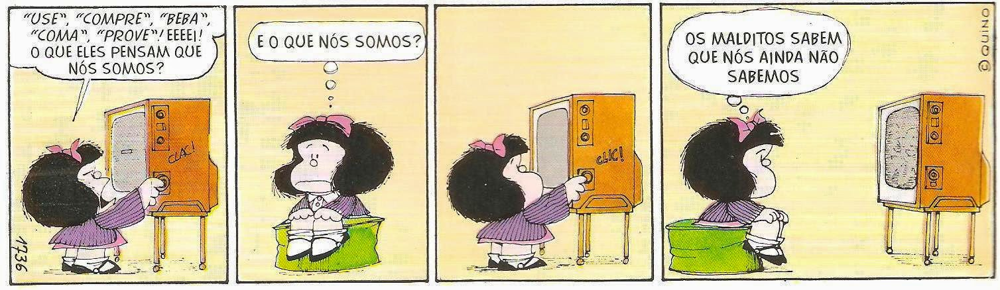 “USE”, “COMPRE”, “BEBA”,
“COMA”, “PROVE”! EEEEI!
O QUE ELES PENSAM QUE
NÓS SOMOS?
CLAC!
1736
E O QUE NÓS SOMOS?
CLIC!
OS MALDITOS SABEM
QUE NÓS AINDA NÃO
SABEMOS
© QUINO